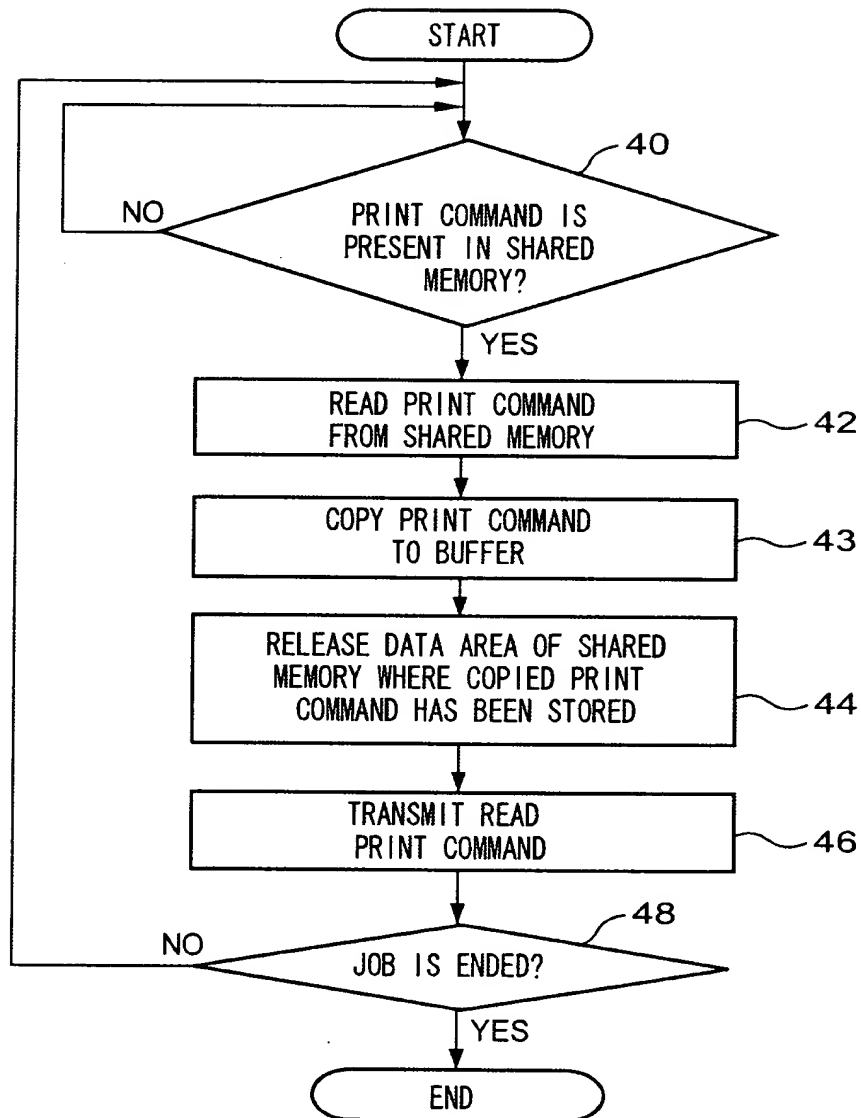 START
40
NO
PRINT COMMAND IS
PRESENT IN SHARED
MEMORY?
YES
READ PRINT COMMAND
FROM SHARED MEMORY
42
COPY PRINT COMMAND
TO BUFFER
43
RELEASE DATA AREA OF SHARED
MEMORY WHERE COPIED PRINT
COMMAND HAS BEEN STORED
44
TRANSMIT READ
PRINT COMMAND
46
48
NO
JOB IS ENDED?
YES
END